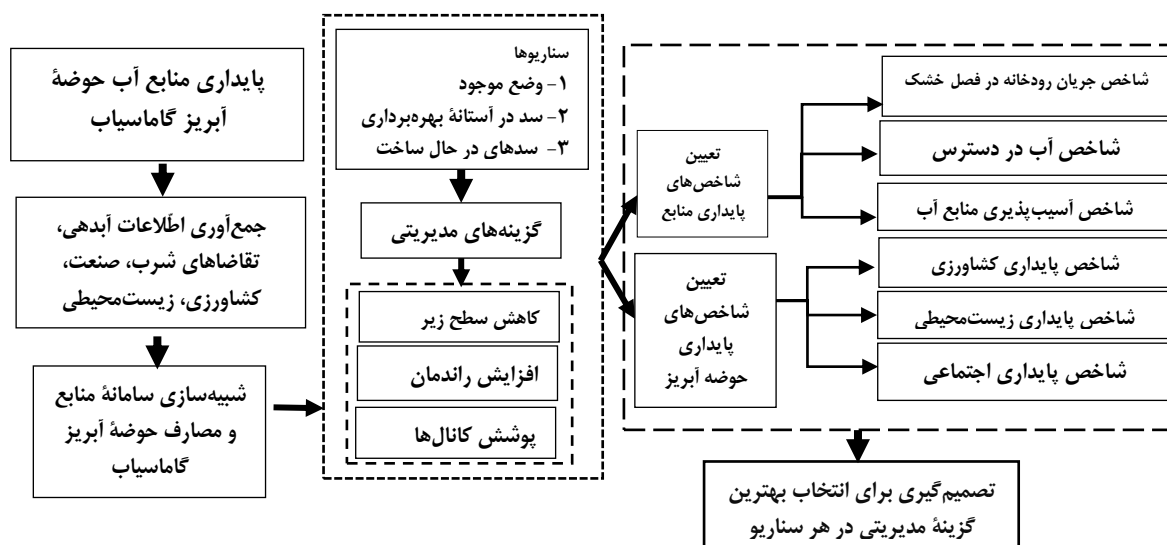 پایداری منابع آب حوضهٔ
آبریز گاماسیاب
جمع‌آوری اطّلاعات آبدهی،
تقاضاهای شرب، صنعت،
کشاورزی، زیست‌محیطی
شبیه‌سازی سامانهٔ منابع
و مصارف حوضهٔ آبریز
گاماسیاب
سناریوها
۱- وضع موجود
۲- سد در آستانهٔ بهره‌برداری
۳- سدهای در حال ساخت
گزینه‌های مدیریتی
کاهش سطح زیر
افزایش راندمان
پوشش کانال‌ها
تعیین
شاخص‌های
پایداری منابع
شاخص جریان رودخانه در فصل خشک
شاخص آب در دسترس
شاخص آسیب‌پذیری منابع آب
تعیین
شاخص‌های
پایداری
حوضه آبریز
شاخص پایداری کشاورزی
شاخص پایداری زیست‌محیطی
شاخص پایداری اجتماعی
تصمیم‌گیری برای انتخاب بهترین
گزینهٔ مدیریتی در هر سناریو